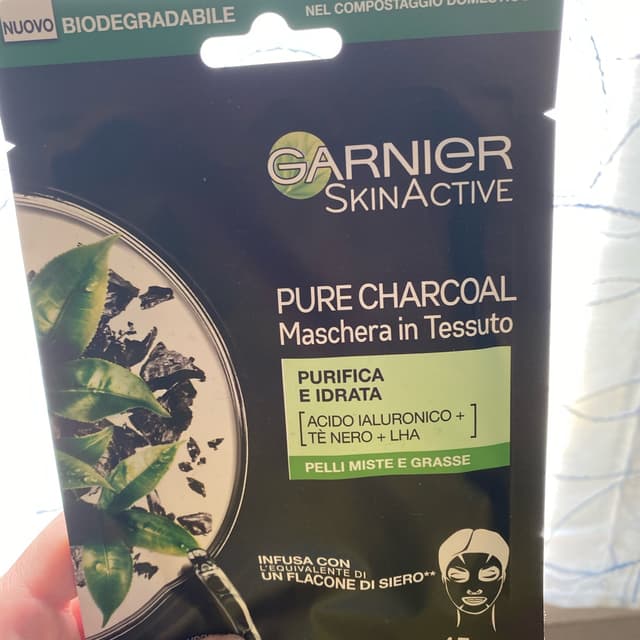 NUOVO BIODEGRADABILE
NEL COMPOSTAGGIO
GARNIER
SKINACTIVE
PURE CHARCOAL
Maschera in Tessuto
PURIFICA
E IDRATA
[ACIDO IALURONICO +
TÈ NERO + LHA]
PELLI MISTE E GRASSE
INFUSA CON
L'EQUIVALENTE DI
UN FLACONE DI SIERO**